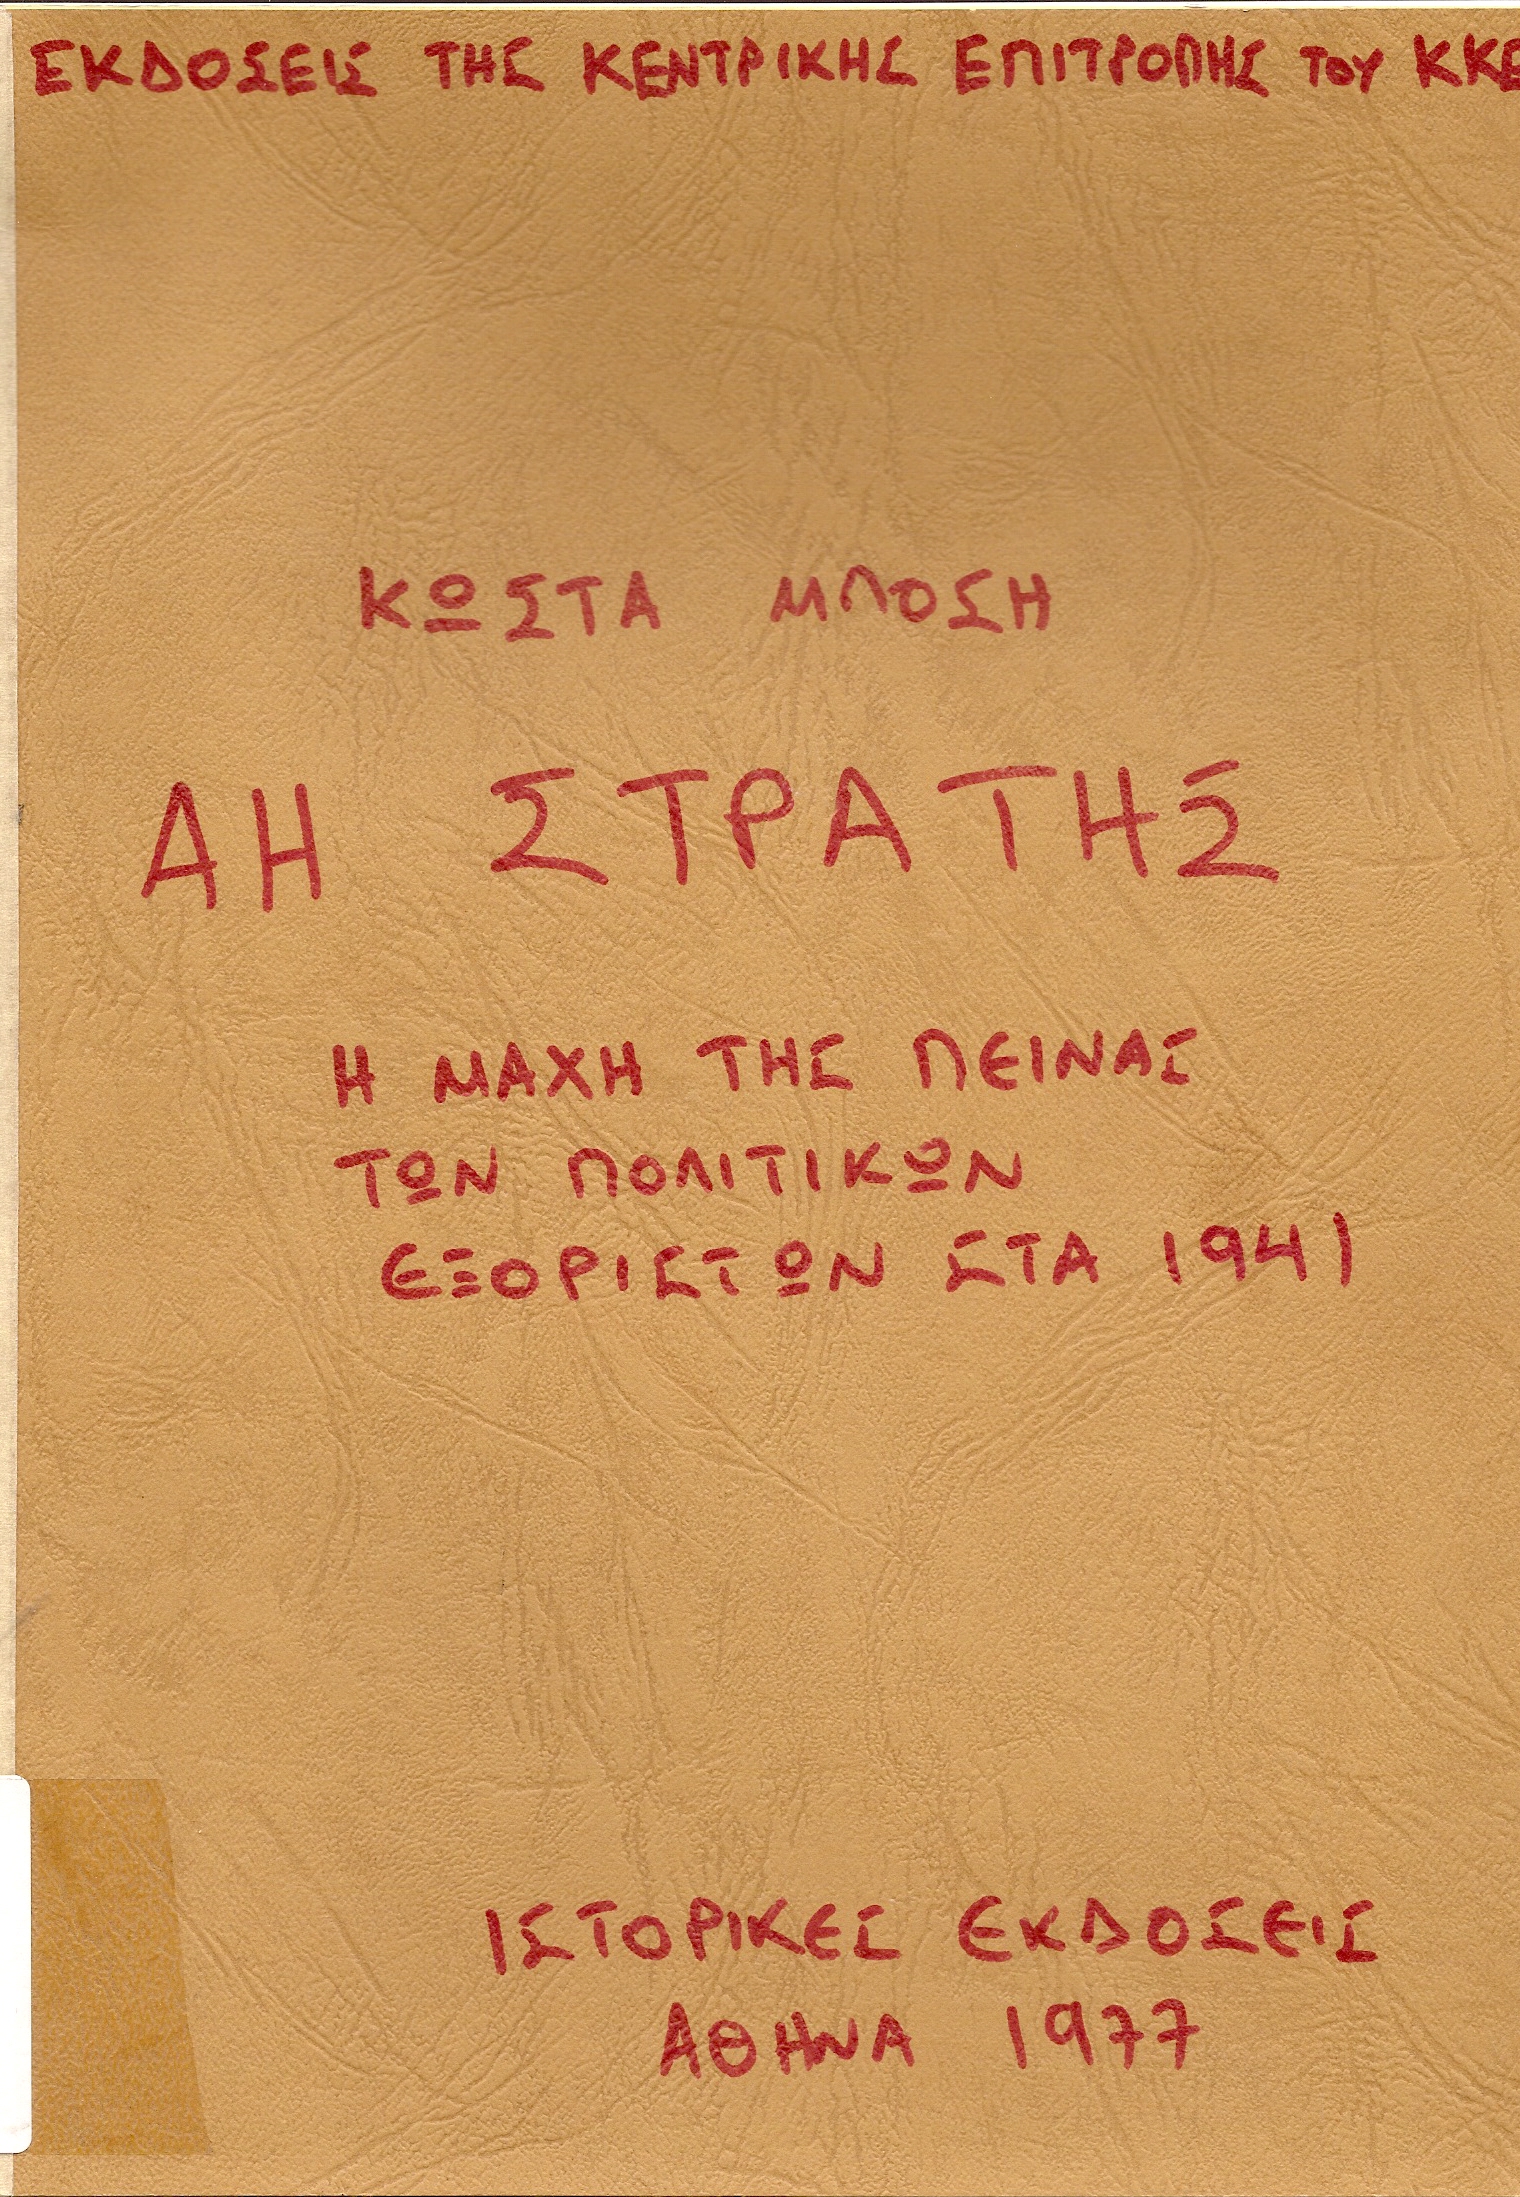 ΕΚΔΟΣΕΙΣ ΤΗΣ ΚΕΝΤΡΙΚΗΣ ΕΠΙΤΡΟΠΗΣ ΤΟΥ ΚΚΕ
ΚΩΣΤΑ ΜΠΟΣΗ
ΑΗ ΣΤΡΑΤΗΣ
Η ΜΑΧΗ ΤΗΣ ΠΕΙΝΑΣ
ΤΩΝ ΠΟΛΙΤΙΚΩΝ
ΕΞΟΡΙΣΤΩΝ ΣΤΑ 1941
ΙΣΤΟΡΙΚΕΣ ΕΚΔΟΣΕΙΣ
ΑΘΗΝΑ 1977